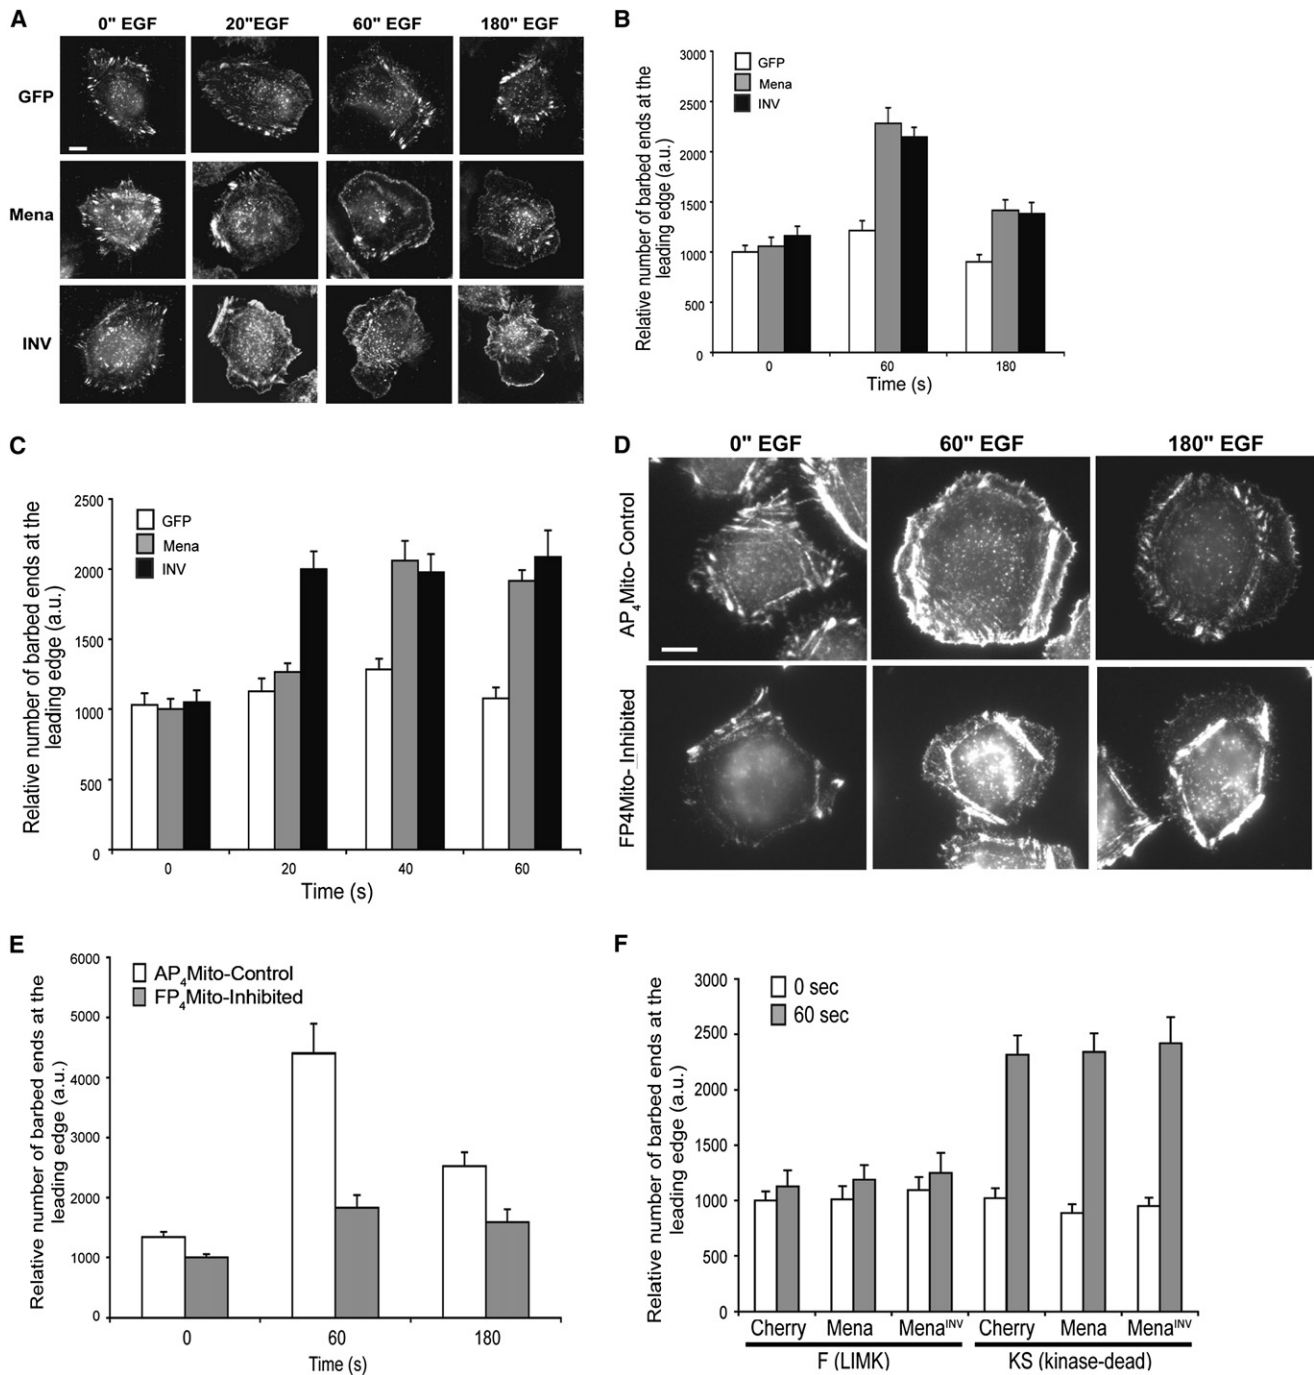 A
0" EGF 20"EGF 60" EGF 180" EGF
GFP
Mena
INV
B
Relative number of barbed ends at the
leading edge (a.u.)
3000
2500
2000
1500
1000
500
0
GFP
Mena
INV
0 60 180
Time (s)
C
Relative number of barbed ends at the
leading edge (a.u.)
2500
2000
1500
1000
500
0
GFP
Mena
INV
0 20 40 60
Time (s)
D
0" EGF 60" EGF 180" EGF
AP4Mito- Control
FP4Mito- Inhibited
E
Relative number of barbed ends at the
leading edge (a.u.)
6000
5000
4000
3000
2000
1000
0
AP4Mito-Control
FP4Mito-Inhibited
0 60 180
Time (s)
F
Relative number of barbed ends at the
leading edge (a.u.)
3000
2500
2000
1500
1000
500
0
0 sec
60 sec
Cherry Mena MenaINV Cherry Mena MenaINV
F (LIMK) KS (kinase-dead)